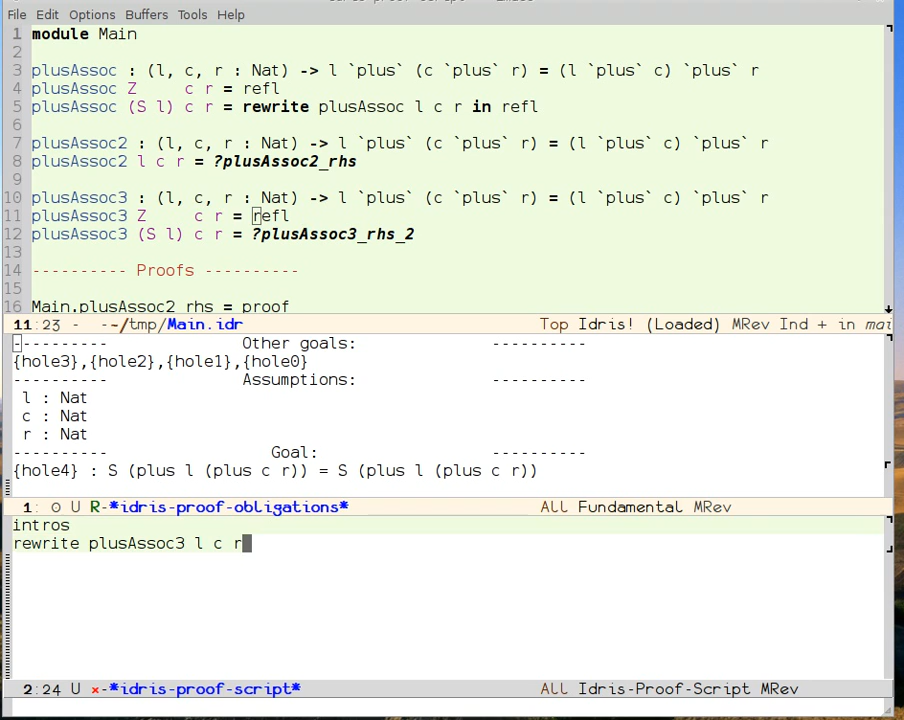 File Edit Options Buffers Tools Help
1 module Main
2
3 plusAssoc : (l, c, r : Nat) -> l `plus` (c `plus` r) = (l `plus` c) `plus` r
4 plusAssoc Z     c r = refl
5 plusAssoc (S l) c r = rewrite plusAssoc l c r in refl
6
7 plusAssoc2 : (l, c, r : Nat) -> l `plus` (c `plus` r) = (l `plus` c) `plus` r
8 plusAssoc2 l c r = ?plusAssoc2_rhs
9
10 plusAssoc3 : (l, c, r : Nat) -> l `plus` (c `plus` r) = (l `plus` c) `plus` r
11 plusAssoc3 Z     c r = refl
12 plusAssoc3 (S l) c r = ?plusAssoc3_rhs_2
13
14 ---------- Proofs ----------
15
16 Main.plusAssoc2_rhs = proof
11:23 -  --~/tmp/Main.idr Top Idris! (Loaded) MRev Ind + in mai
---------- Other goals: ----------
{hole3},{hole2},{hole1},{hole0}
---------- Assumptions: ----------
l : Nat
c : Nat
r : Nat
---------- Goal: ----------
{hole4} : S (plus l (plus c r)) = S (plus l (plus c r))
1: 0 U R-*idris-proof-obligations* All Fundamental MRev
intros
rewrite plusAssoc3 l c r
2:24 U x-*idris-proof-script* All Idris-Proof-Script MRev